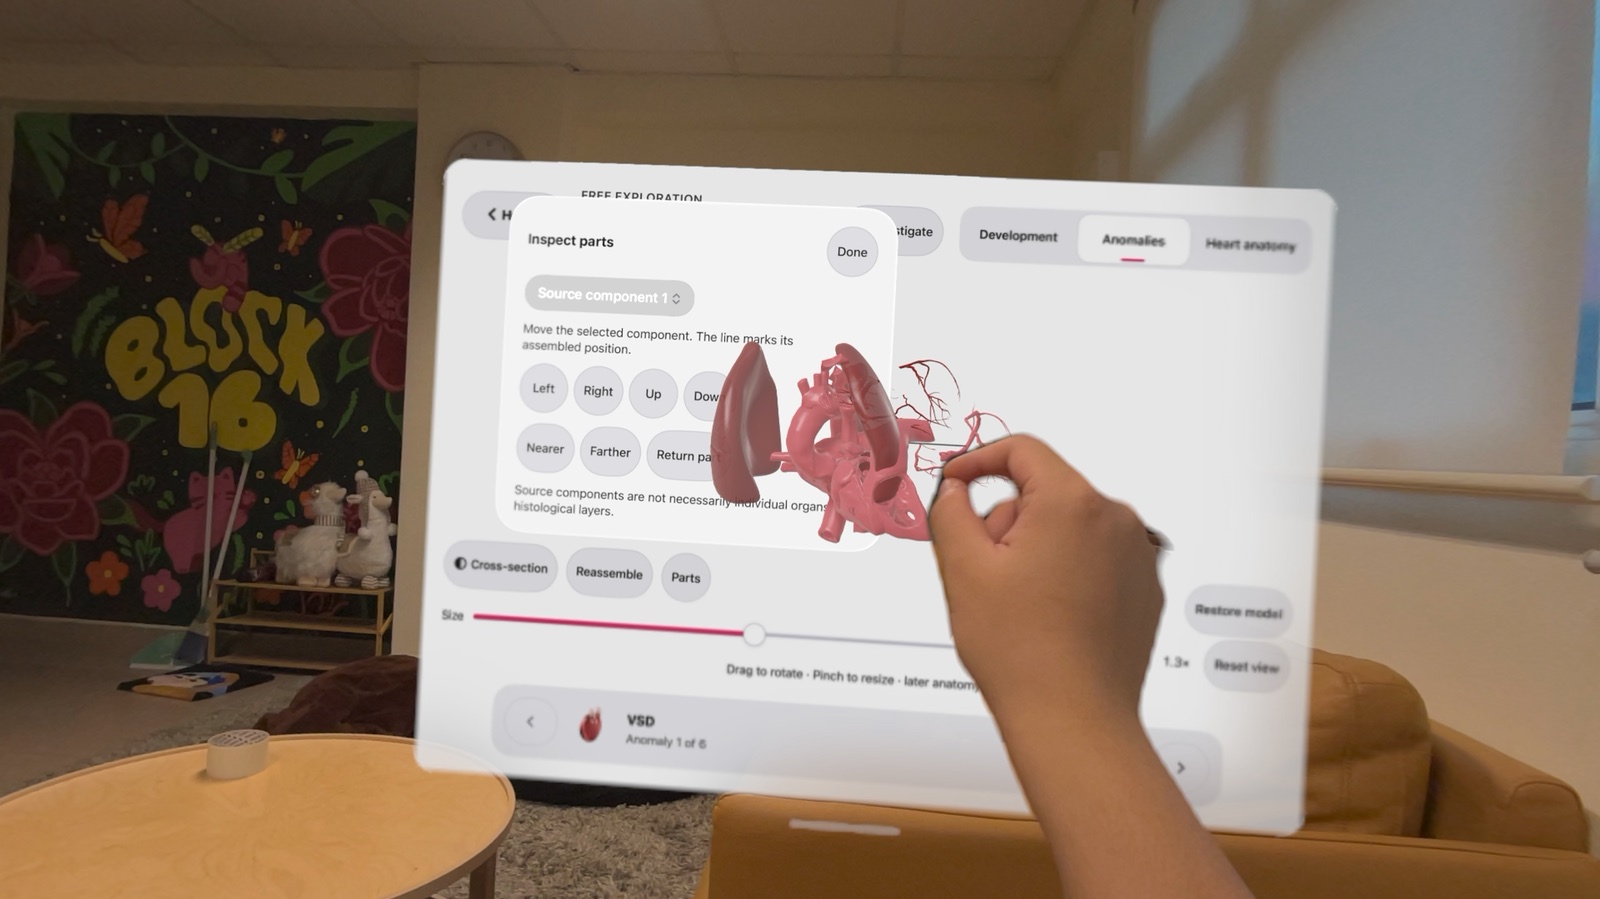 BLOCK
16
FREE EXPLORATION
Inspect parts
Done
Development
Anomalies
Heart anatomy
Source component 1
Move the selected component. The line marks its
assembled position.
Left
Right
Up
Nearer
Farther
Return
Source components are not necessarily individual
histological layers.
Cross-section
Reassemble
Parts
Restore model
Size
1.3×
Reset view
Drag to rotate · Pinch to resize · later
VSD
Anomaly 1 of 6